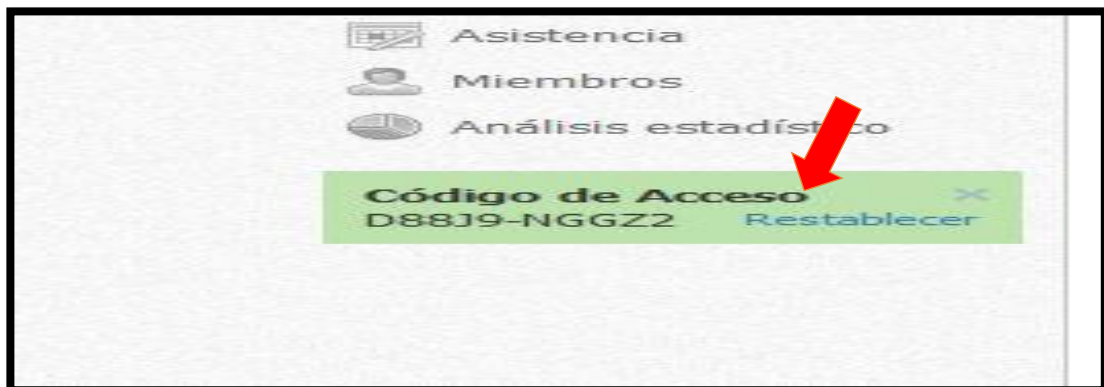 Asistencia
Miembros
Análisis estadístico
Código de Acceso
D88J9-NGGZ2 Restablecer